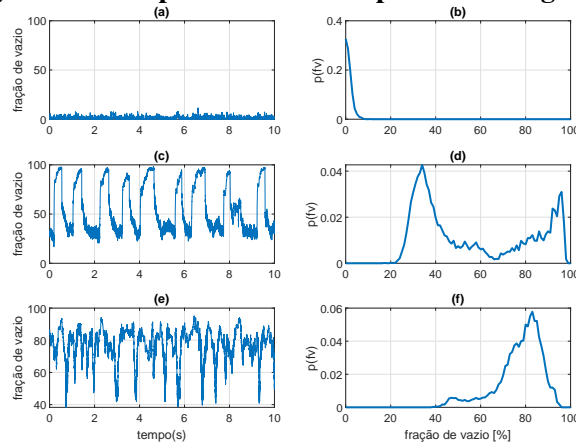 (a)
fração de vazio
100
50
0
0 2 4 6 8 10
(b)
p(fv)
0.4
0.2
0
0 20 40 60 80 100
(c)
fração de vazio
100
50
0
0 2 4 6 8 10
(d)
p(fv)
0.04
0.02
0
0 20 40 60 80 100
(e)
fração de vazio
100
80
60
40
0 2 4 6 8 10
tempo(s)
(f)
p(fv)
0.06
0.04
0.02
0
0 20 40 60 80 100
fração de vazio [%]